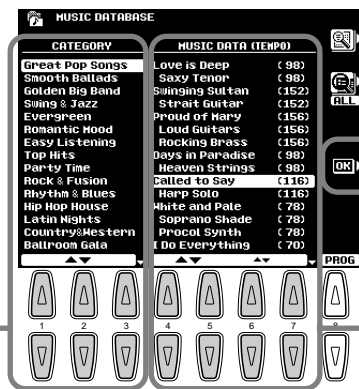 MUSIC DATABASE
CATEGORY
Great Pop Songs
Smooth Ballads
Golden Big Band
Swing & Jazz
Evergreen
Romantic Mood
Easy Listening
Top Hits
Party Time
Rock & Fusion
Rhythm & Blues
Hip Hop House
Latin Nights
Country&Western
Ballroom Gala
MUSIC DATA (TEMPO)
Love is Deep ( 98)
Saxy Tenor ( 98)
Swinging Sultan (152)
Strait Guitar (152)
Proud of Mary (156)
Loud Guitars (156)
Rocking Brass (156)
Days in Paradise ( 98)
Heaven Strings ( 98)
Called to Say (116)
Harp Solo (116)
White and Pale ( 78)
Soprano Shade ( 78)
Procol Synth ( 78)
I Do Everything ( 70)
ALL
OK
PROG
1 2 3 4 5 6 7 8